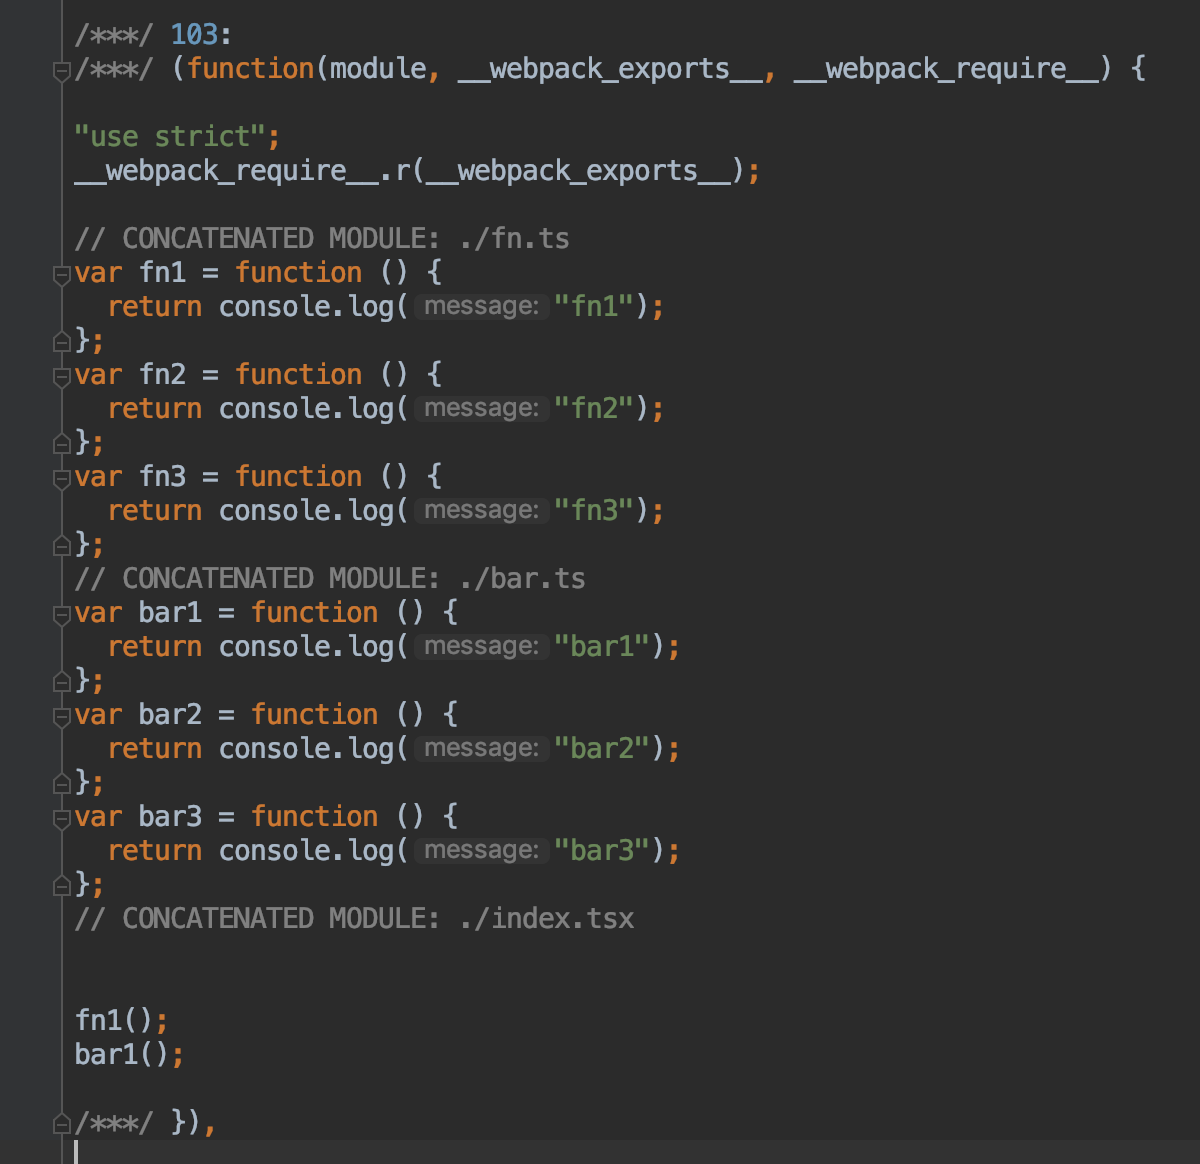 /***/ 103:
/***/ (function(module, __webpack_exports__, __webpack_require__) {
"use strict";
__webpack_require__.r(__webpack_exports__);
// CONCATENATED MODULE: ./fn.ts
var fn1 = function () {
  return console.log( message: "fn1");
};
var fn2 = function () {
  return console.log( message: "fn2");
};
var fn3 = function () {
  return console.log( message: "fn3");
};
// CONCATENATED MODULE: ./bar.ts
var bar1 = function () {
  return console.log( message: "bar1");
};
var bar2 = function () {
  return console.log( message: "bar2");
};
var bar3 = function () {
  return console.log( message: "bar3");
};
// CONCATENATED MODULE: ./index.tsx
fn1();
bar1();
/***/ }),